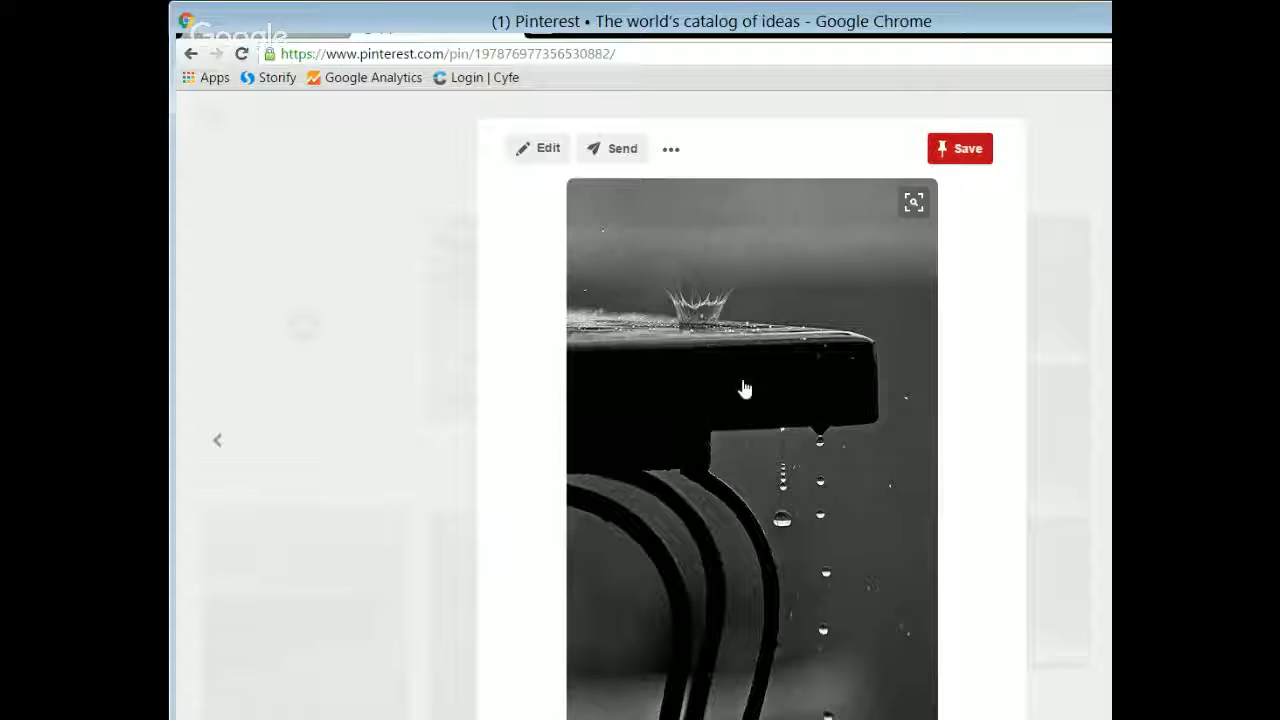 (1) Pinterest • The world's catalog of ideas - Google Chrome
Google
https://www.pinterest.com/pin/197876977356530882/
Apps Storify Google Analytics Login | Cyfe
Edit Send ••• Save